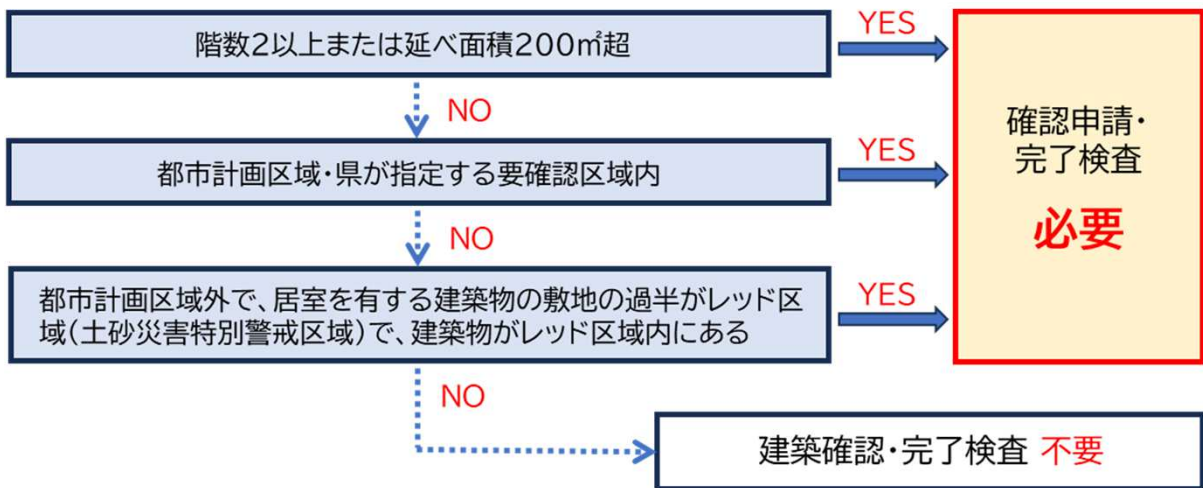 階数2以上または延べ面積200㎡超
YES
NO
都市計画区域・県が指定する要確認区域内
YES
NO
都市計画区域外で、居室を有する建築物の敷地の過半がレッド区
域(土砂災害特別警戒区域)で、建築物がレッド区域内にある
YES
NO
確認申請・
完了検査
必要
建築確認・完了検査 不要